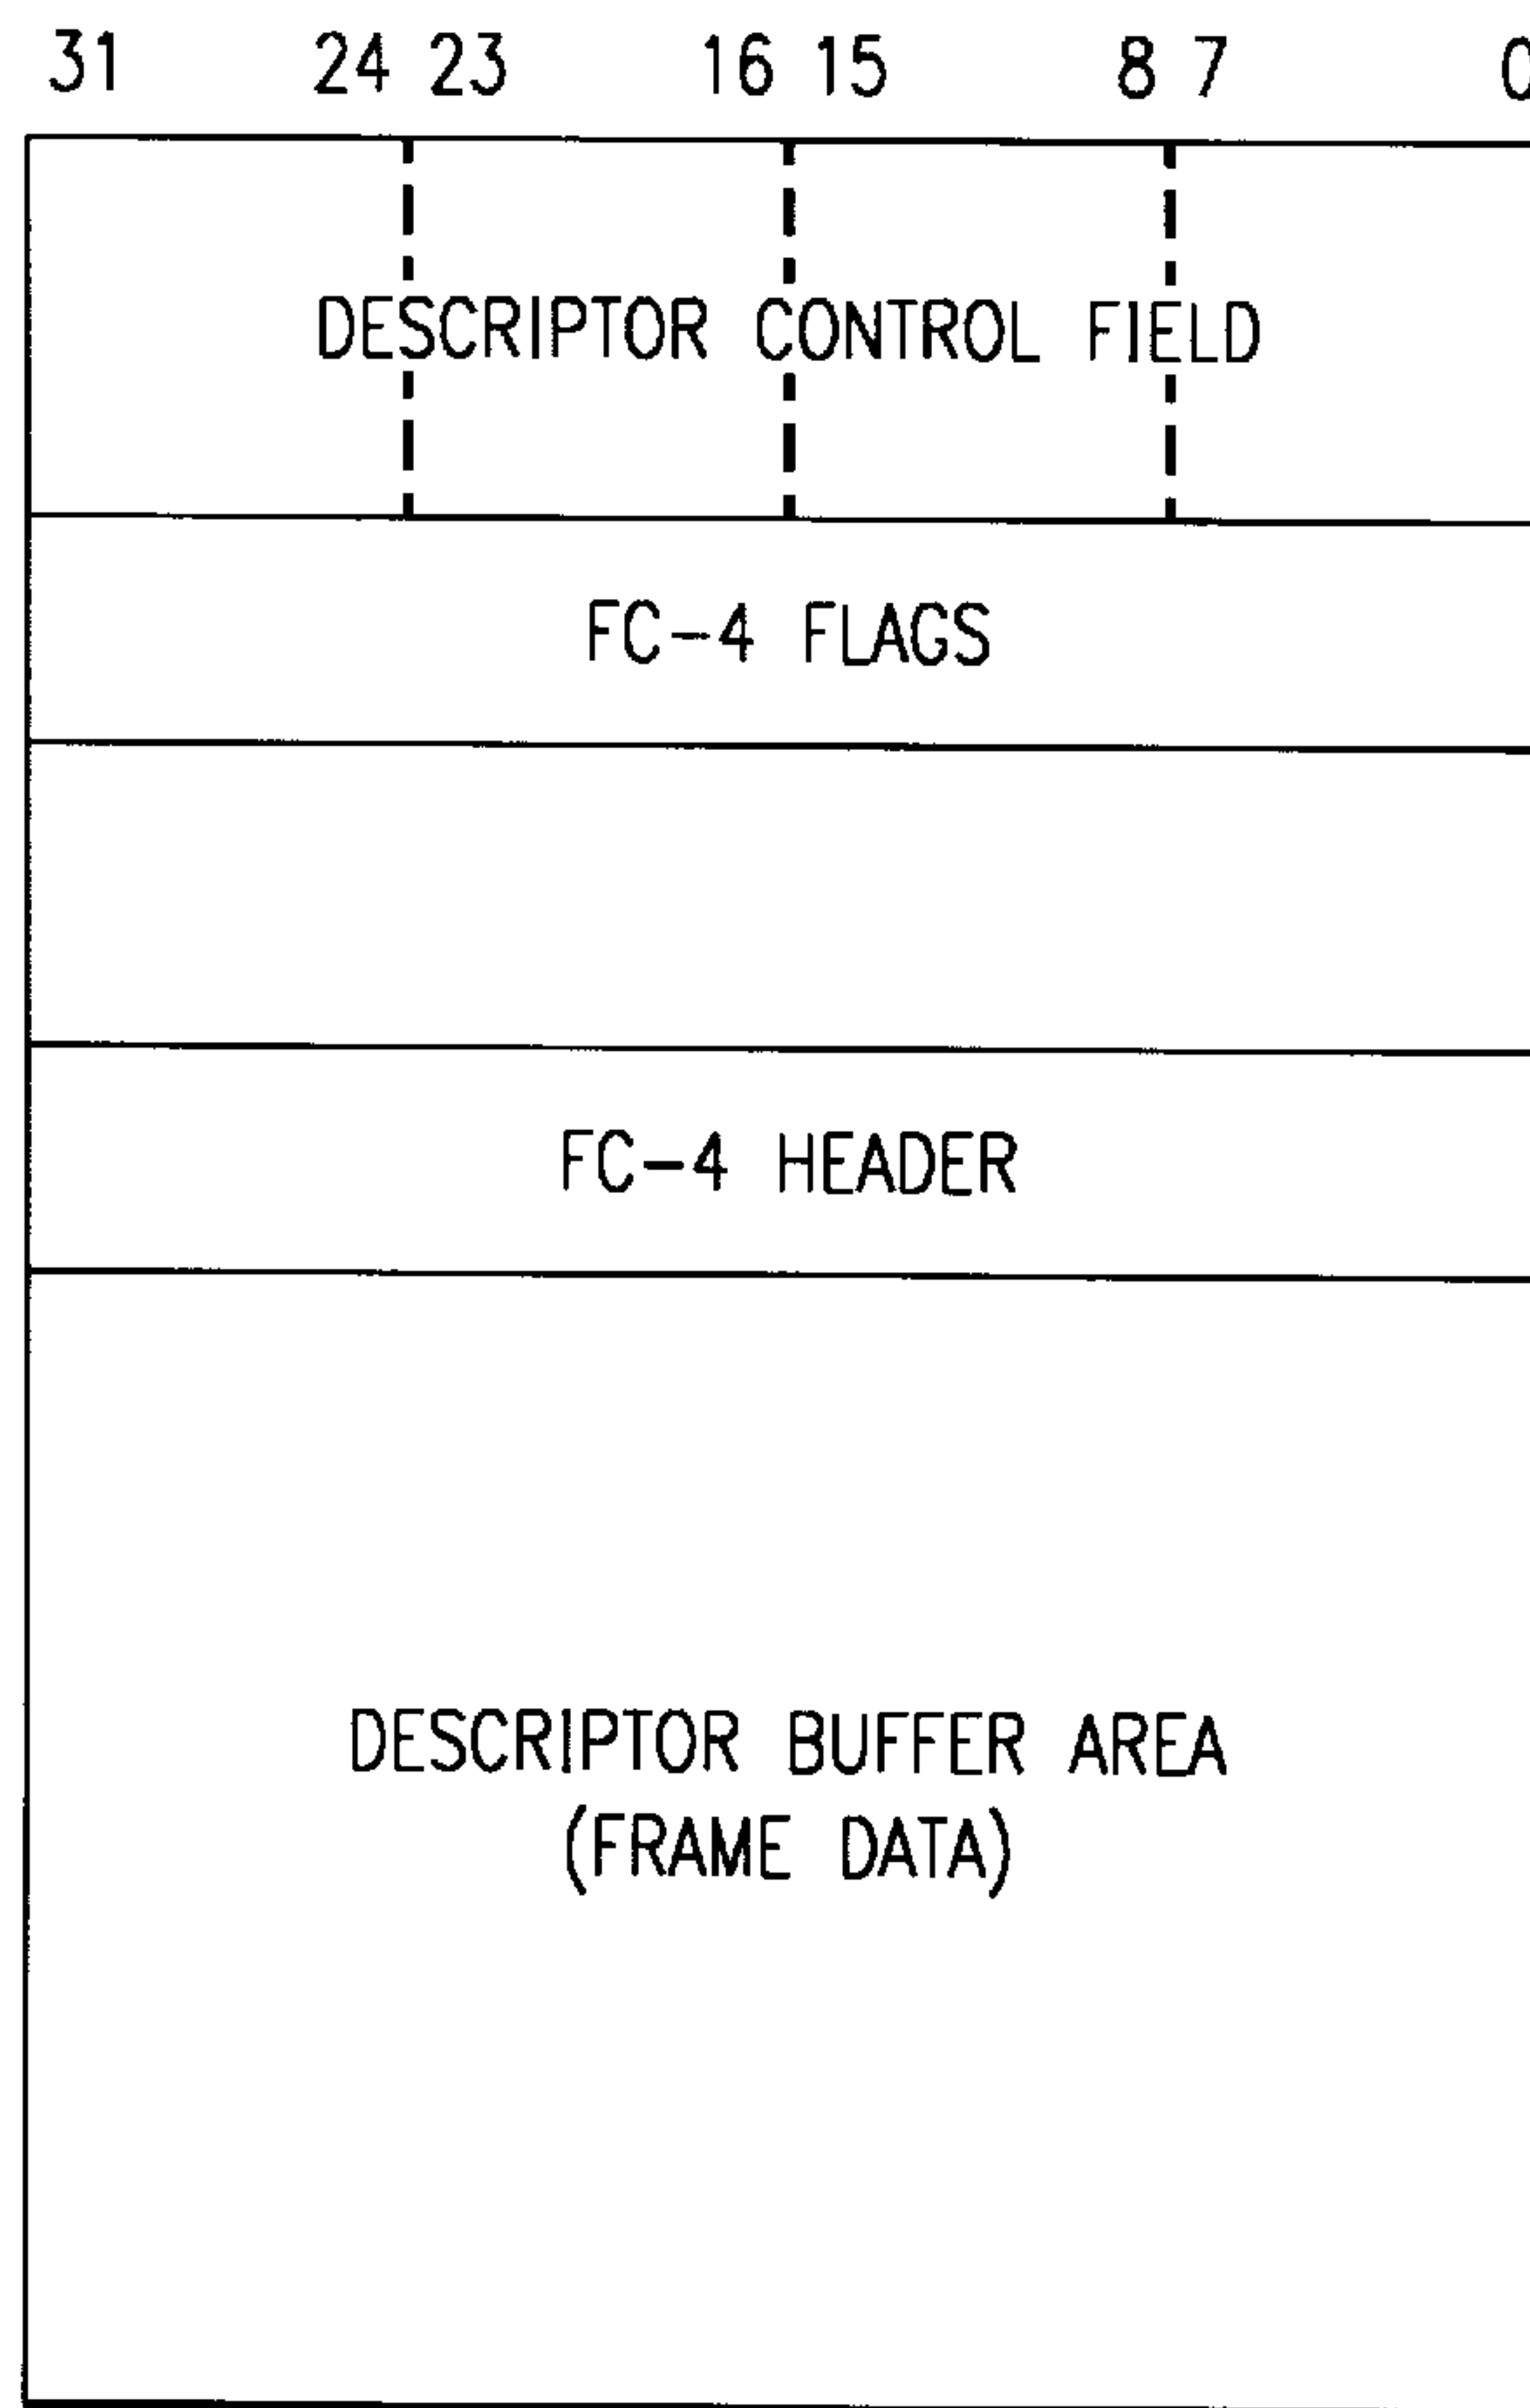 31 24 23 16 15 8 7 0
DESCRIPTOR CONTROL FIELD
FC-4 FLAGS
FC-4 HEADER
DESCRIPTOR BUFFER AREA
(FRAME DATA)